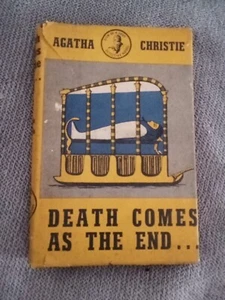 AGATHA CHRISTIE
DEATH COMES
AS THE END...